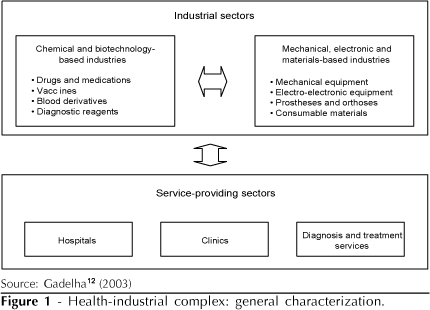 Industrial sectors
Chemical and biotechnology-
based industries
• Drugs and medications
• Vacc ines
• Blood derivatives
• Diagnostic reagents
Mechanical, electronic and
materials-based industries
• Mechanical equipment
• Electro-electronic equipment
• Prostheses and orthoses
• Consumable materials
Service-providing sectors
Hospitals
Clinics
Diagnosis and treatment
services
Source: Gadelha12 (2003)
Figure 1 - Health-industrial complex: general characterization.